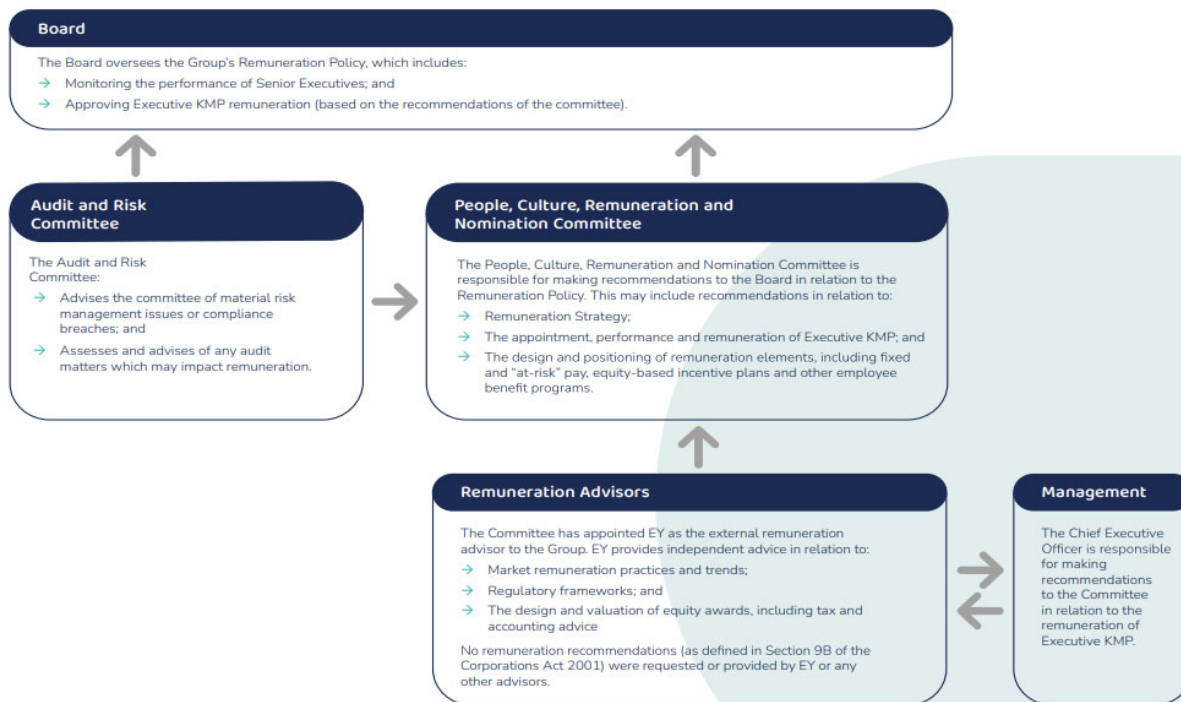 Board
The Board oversees the Group's Remuneration Policy, which includes:
→ Monitoring the performance of Senior Executives; and
→ Approving Executive KMP remuneration (based on the recommendations of the committee).
Audit and Risk
Committee
The Audit and Risk
Committee:
→ Advises the committee of material risk
management issues or compliance
breaches; and
→ Assesses and advises of any audit
matters which may impact remuneration.
People, Culture, Remuneration and
Nomination Committee
The People, Culture, Remuneration and Nomination Committee is
responsible for making recommendations to the Board in relation to the
Remuneration Policy. This may include recommendations in relation to:
→ Remuneration Strategy;
→ The appointment, performance and remuneration of Executive KMP; and
→ The design and positioning of remuneration elements, including fixed
and “at-risk” pay, equity-based incentive plans and other employee
benefit programs.
Remuneration Advisors
The Committee has appointed EY as the external remuneration
advisor to the Group. EY provides independent advice in relation to:
→ Market remuneration practices and trends;
→ Regulatory frameworks; and
→ The design and valuation of equity awards, including tax and
accounting advice
No remuneration recommendations (as defined in Section 9B of the
Corporations Act 2001) were requested or provided by EY or any
other advisors.
Management
The Chief Executive
Officer is responsible
for making
recommendations
to the Committee
in relation to the
remuneration of
Executive KMP.